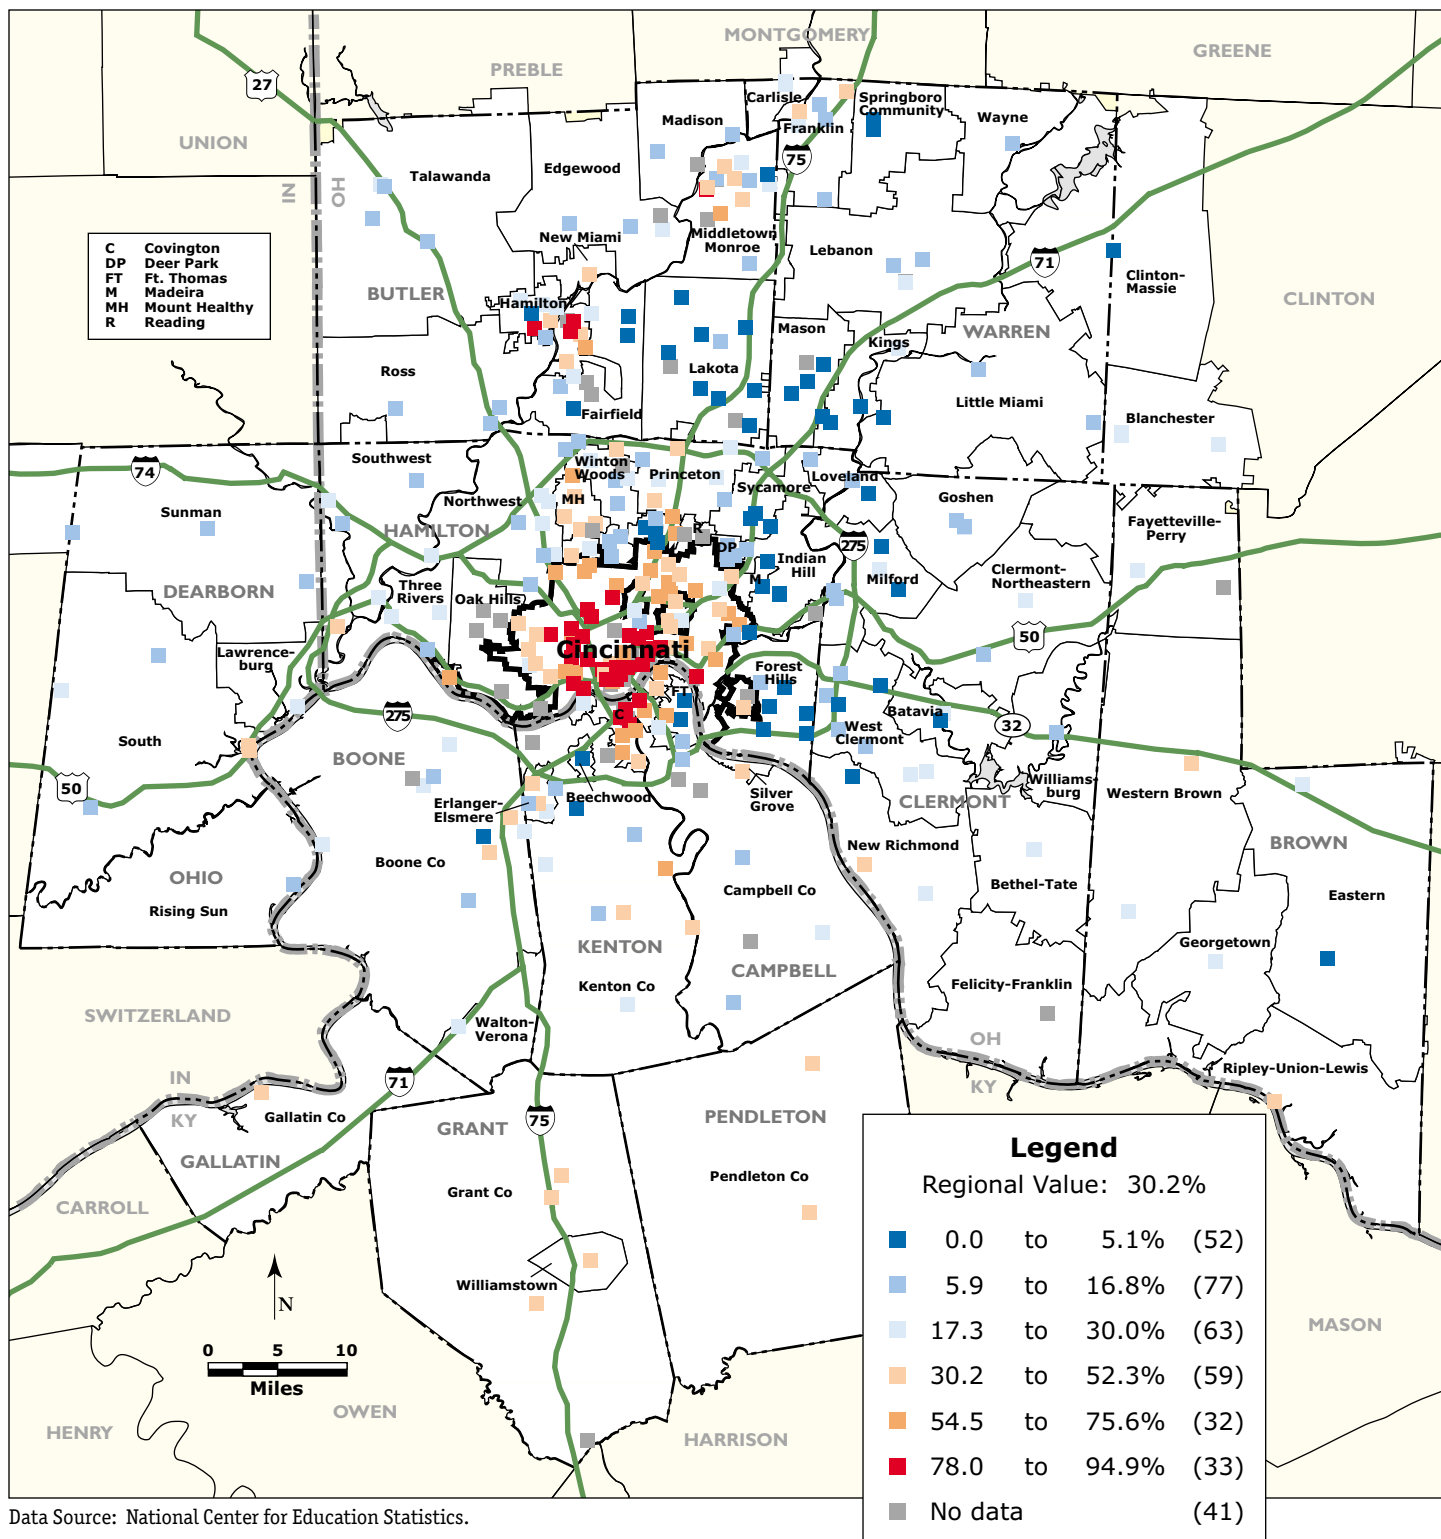 MONTGOMERY
GREENE
PREBLE
27
UNION
IN
OH
Carlisle
Springboro
Community
Madison
Franklin
Wayne
75
Talawanda
Edgewood
New Miami
Middletown
Monroe
Lebanon
71
Clinton-
Massie
C Covington
DP Deer Park
FT Ft. Thomas
M Madeira
MH Mount Healthy
R Reading
BUTLER
Hamilton
CLINTON
Mason
WARREN
Kings
Ross
Lakota
Little Miami
Fairfield
Blanchester
Southwest
74
Winton
Woods
Princeton
Sycamore
Loveland
Northwest
MH
Goshen
Sunman
HAMILTON
R
Fayetteville-
Perry
DP
275
Indian
Hill
M
Milford
Clermont-
Northeastern
DEARBORN
Three
Rivers
Oak Hills
50
Lawrence-
burg
Cincinnati
Forest
Hills
FT
C
275
Batavia
32
West
Clermont
South
BOONE
50
Erlanger-
Elsmere
Beechwood
Silver
Grove
CLERMONT
Williams-
burg
Western Brown
BROWN
New Richmond
Boone Co
OHIO
Rising Sun
Campbell Co
Bethel-Tate
Eastern
Georgetown
KENTON
CAMPBELL
Kenton Co
Felicity-Franklin
SWITZERLAND
Walton-
Verona
OH
KY
Ripley-Union-Lewis
IN
KY
71
Gallatin Co
75
GRANT
PENDLETON
GALLATIN
Grant Co
Pendleton Co
CARROLL
Williamstown
N
0 5 10
Miles
OWEN
HENRY
HARRISON
MASON
Legend
Regional Value: 30.2%
0.0 to 5.1% (52)
5.9 to 16.8% (77)
17.3 to 30.0% (63)
30.2 to 52.3% (59)
54.5 to 75.6% (32)
78.0 to 94.9% (33)
No data (41)
Data Source: National Center for Education Statistics.